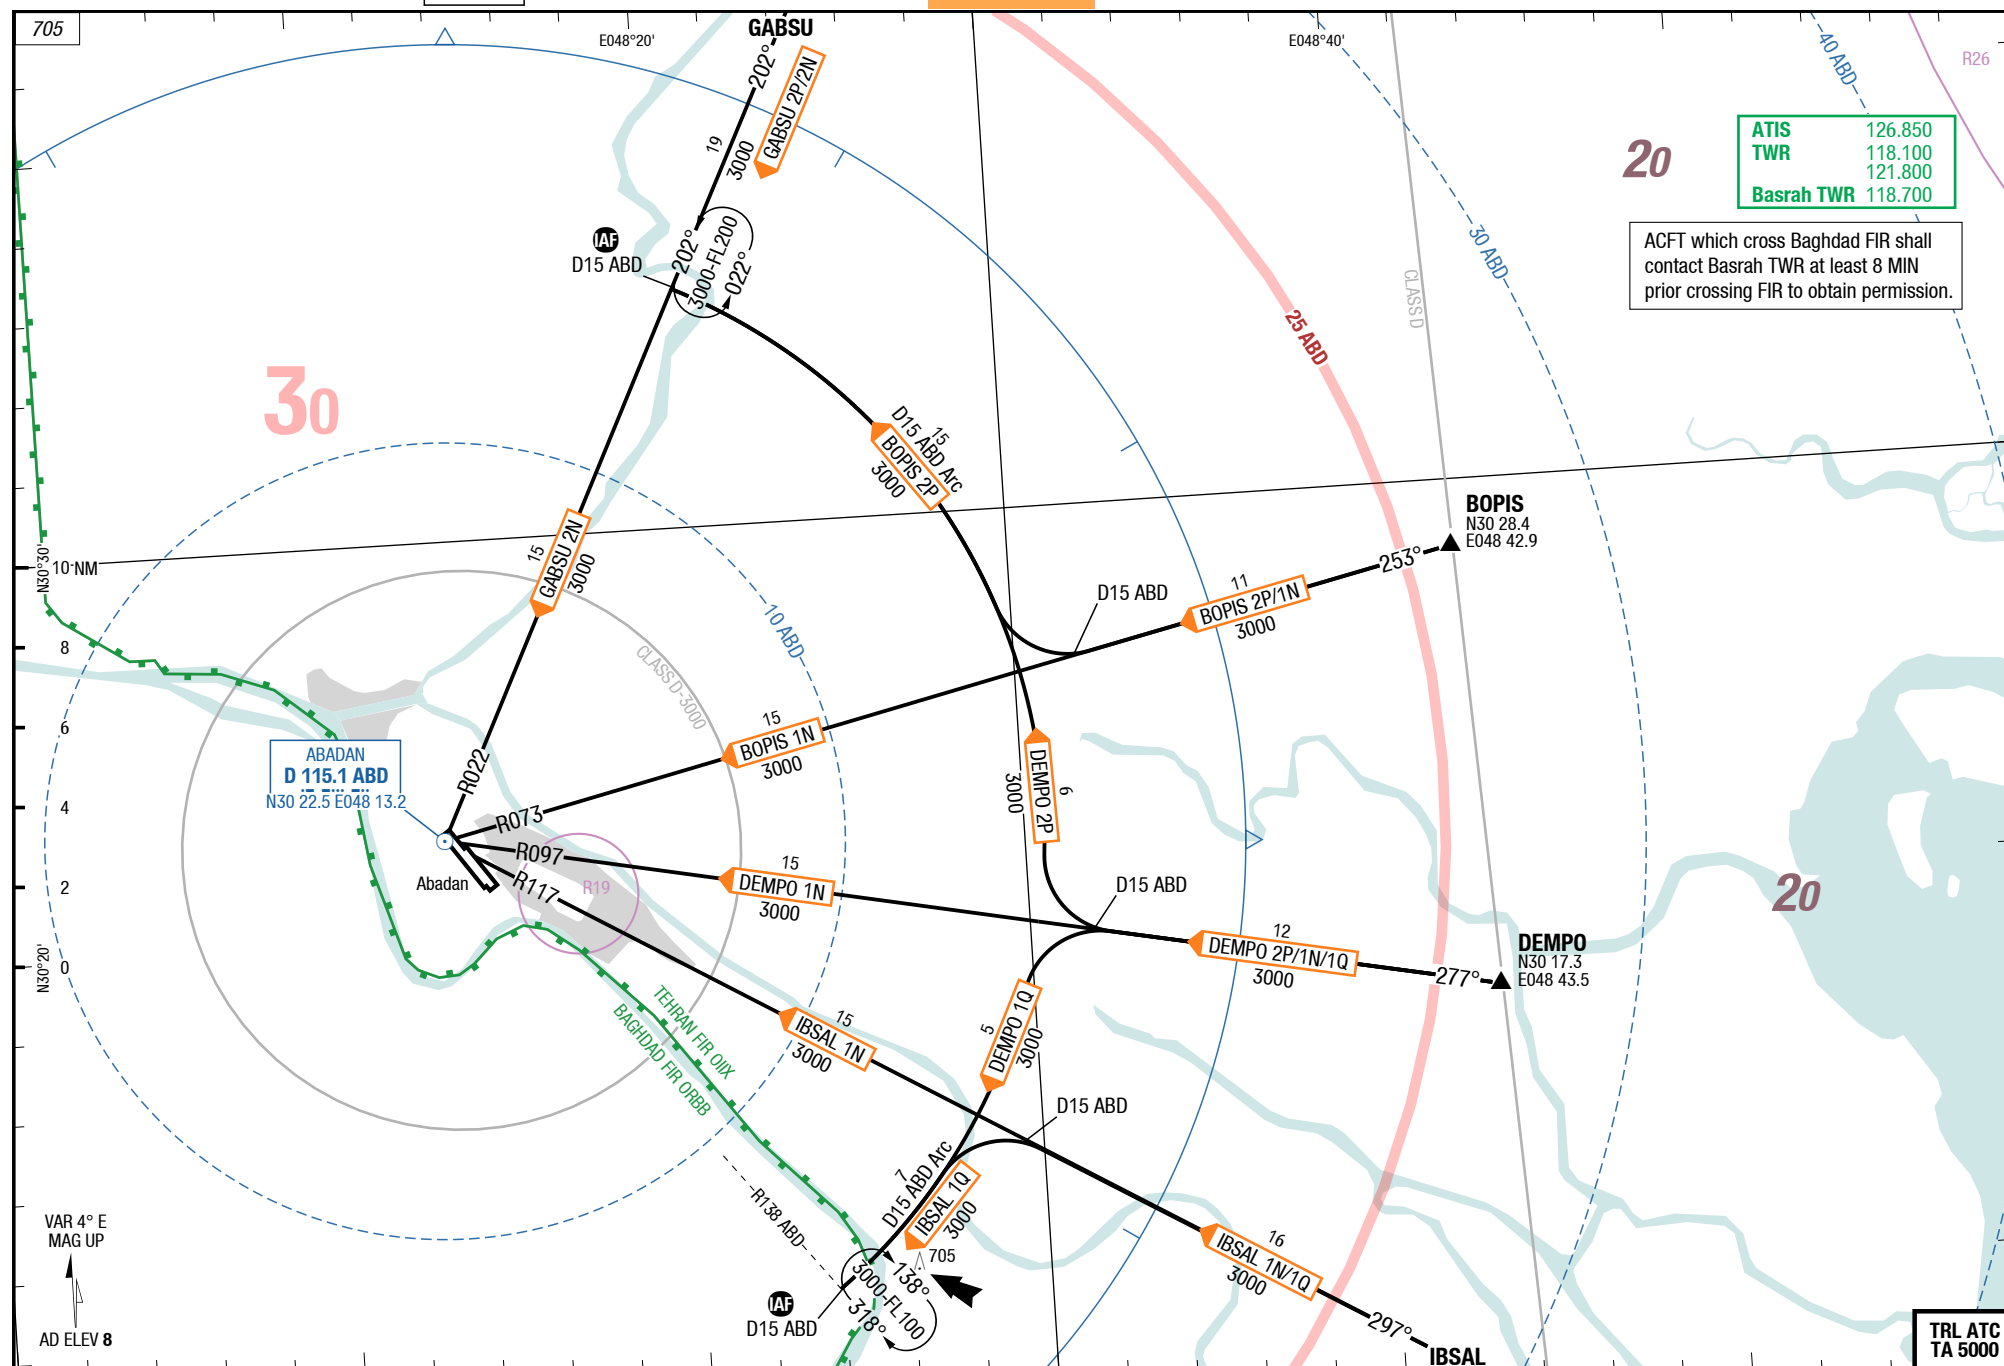 705
GABSU
E048°20'
E048°40'
40 ABD
R26
202°
GABSU 2P/2N
19
3000
ATIS 126.850
TWR 118.100
121.800
Basrah TWR 118.700
20
ACFT which cross Baghdad FIR shall
contact Basrah TWR at least 8 MIN
prior crossing FIR to obtain permission.
IAF
D15 ABD
202°
3000-FL200
022°
30 ABD
CLASS D
25 ABD
30
15
D15 ABD Arc
BOPIS 2P
3000
BOPIS
N30 28.4
E048 42.9
253°
15
GABSU 2N
3000
N30°30'
10 NM
D15 ABD
11
BOPIS 2P/1N
3000
10 ABD
8
CLASS D-3000
6
15
BOPIS 1N
3000
ABADAN
D 115.1 ABD
N30 22.5 E048 13.2
R022
DEMPO 2P
6
3000
4
R073
R097
R117
R19
Abadan
15
DEMPO 1N
3000
D15 ABD
2
20
12
DEMPO 2P/1N/1Q
3000
277°
DEMPO
N30 17.3
E048 43.5
N30°20'
0
TEHRAN FIR OIIX
BAGHDAD FIR ORBB
15
IBSAL 1N
3000
5
DEMPO 1Q
3000
D15 ABD
7
D15 ABD Arc
IBSAL 1Q
3000
R138 ABD
VAR 4° E
MAG UP
705
16
IBSAL 1N/1Q
3000
138°
3000-FL100
318°
IAF
D15 ABD
297°
IBSAL
AD ELEV 8
TRL ATC
TA 5000